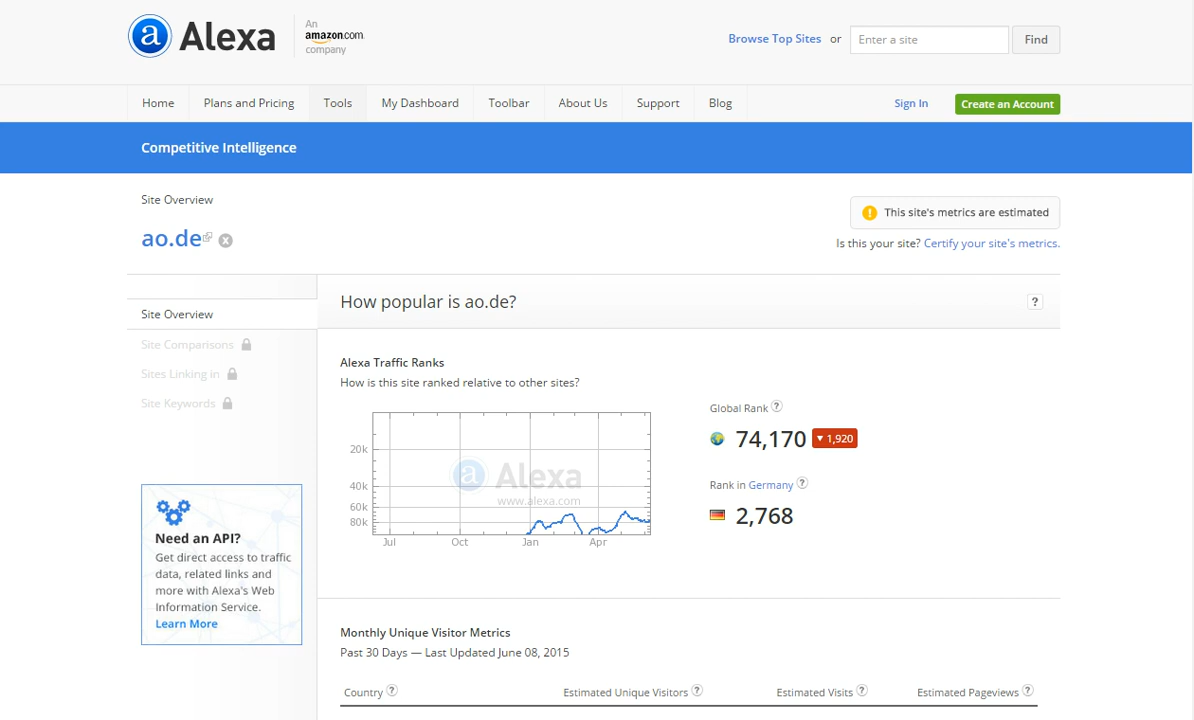 a Alexa
An
amazon.com
company
Browse Top Sites or Enter a site Find
Home Plans and Pricing Tools My Dashboard Toolbar About Us Support Blog Sign In Create an Account
Competitive Intelligence
Site Overview
! This site's metrics are estimated
ao.de
Is this your site? Certify your site's metrics.
How popular is ao.de? ?
Site Overview
Site Comparisons
Sites Linking in
Site Keywords
Alexa Traffic Ranks
How is this site ranked relative to other sites?
20k
40k
60k
80k
a Alexa
www.alexa.com
Jul Oct Jan Apr
Global Rank ?
74,170 ▼ 1,920
Rank in Germany ?
2,768
Need an API?
Get direct access to traffic
data, related links and
more with Alexa's Web
Information Service.
Learn More
Monthly Unique Visitor Metrics
Past 30 Days — Last Updated June 08, 2015
Country ? Estimated Unique Visitors ? Estimated Visits ? Estimated Pageviews ?